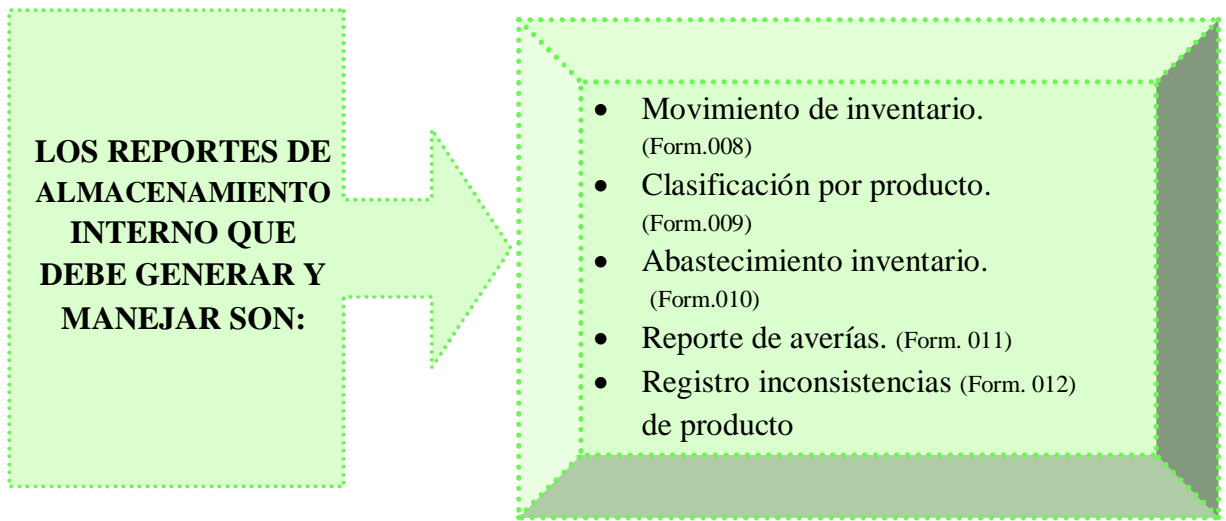 LOS REPORTES DE
ALMACENAMIENTO
INTERNO QUE
DEBE GENERAR Y
MANEJAR SON:
• Movimiento de inventario.
(Form.008)
• Clasificación por producto.
(Form.009)
• Abastecimiento inventario.
(Form.010)
• Reporte de averías. (Form. 011)
• Registro inconsistencias (Form. 012)
de producto